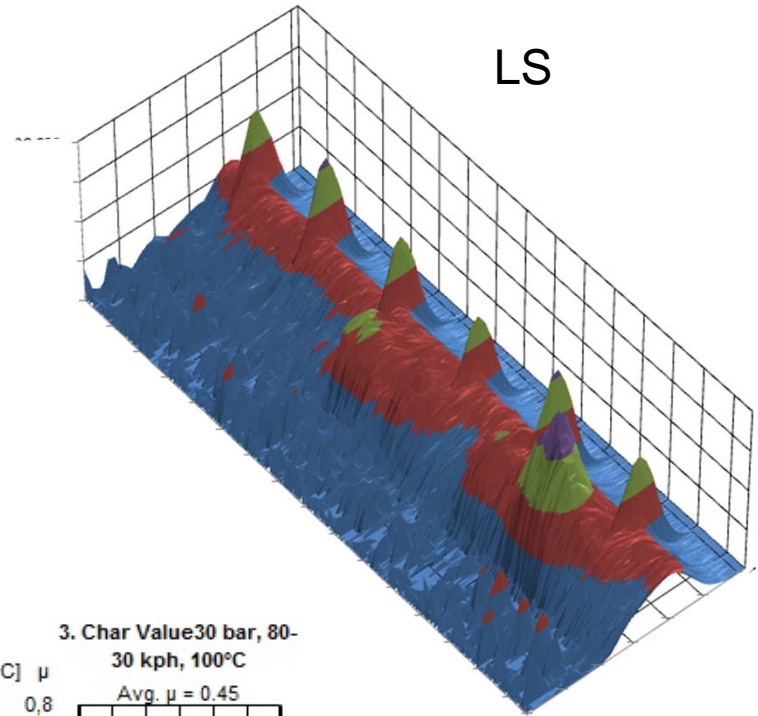 LS
3. Char Value30 bar, 80-
30 kph, 100°C
C] μ
Avg. μ = 0.45
0,8